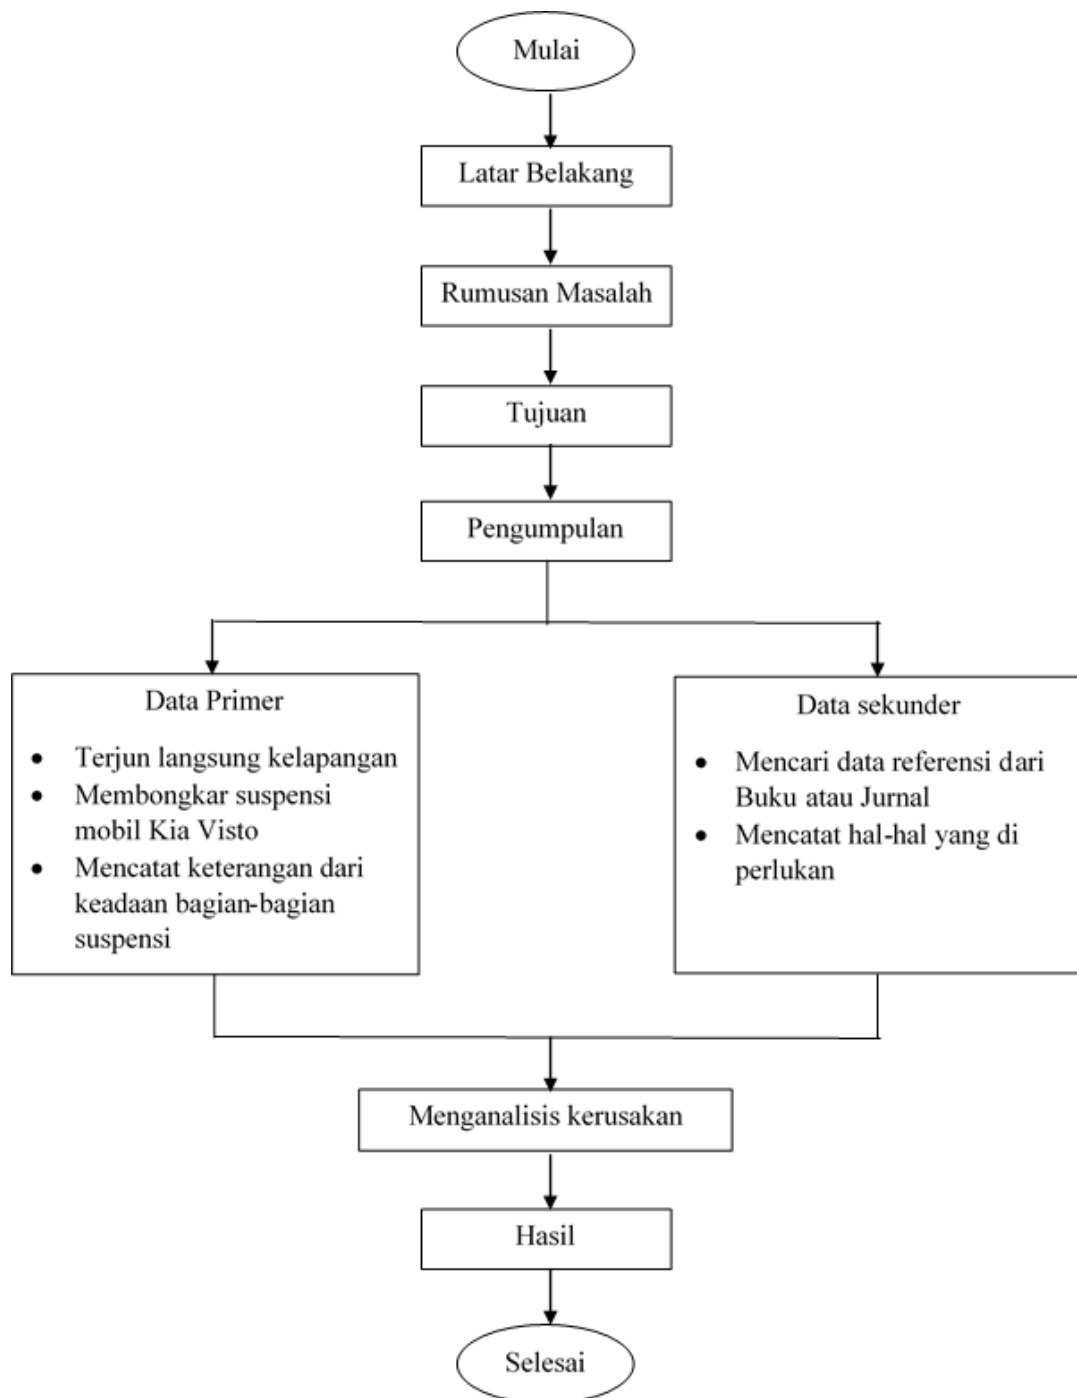 Mulai
Latar Belakang
Rumusan Masalah
Tujuan
Pengumpulan
Data Primer
• Terjun langsung kelapangan
• Membongkar suspensi
mobil Kia Visto
• Mencatat keterangan dari
keadaan bagian-bagian
suspensi
Data sekunder
• Mencari data referensi dari
Buku atau Jurnal
• Mencatat hal-hal yang di
perlukan
Menganalisis kerusakan
Hasil
Selesai